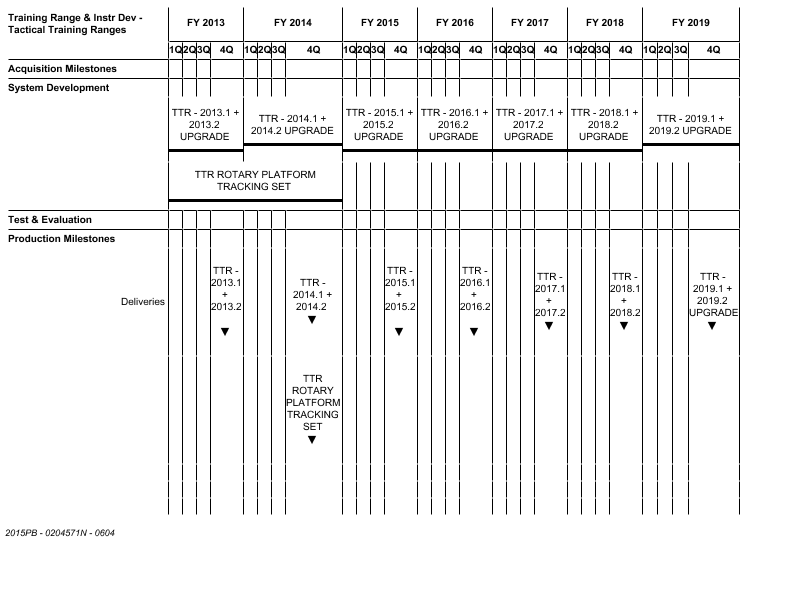 Training Range & Instr Dev -
Tactical Training Ranges
FY 2013 FY 2014 FY 2015 FY 2016 FY 2017 FY 2018 FY 2019
1Q 2Q 3Q 4Q 1Q 2Q 3Q 4Q 1Q 2Q 3Q 4Q 1Q 2Q 3Q 4Q 1Q 2Q 3Q 4Q 1Q 2Q 3Q 4Q 1Q 2Q 3Q 4Q
Acquisition Milestones
System Development
TTR - 2013.1 +
2013.2
UPGRADE
TTR - 2014.1 +
2014.2 UPGRADE
TTR - 2015.1 +
2015.2
UPGRADE
TTR - 2016.1 +
2016.2
UPGRADE
TTR - 2017.1 +
2017.2
UPGRADE
TTR - 2018.1 +
2018.2
UPGRADE
TTR - 2019.1 +
2019.2 UPGRADE
TTR ROTARY PLATFORM
TRACKING SET
Test & Evaluation
Production Milestones
Deliveries
TTR -
2013.1
+
2013.2
▼
TTR -
2014.1 +
2014.2
▼
TTR -
2015.1
+
2015.2
▼
TTR -
2016.1
+
2016.2
▼
TTR -
2017.1
+
2017.2
▼
TTR -
2018.1
+
2018.2
▼
TTR -
2019.1 +
2019.2
UPGRADE
▼
TTR
ROTARY
PLATFORM
TRACKING
SET
▼
2015PB - 0204571N - 0604